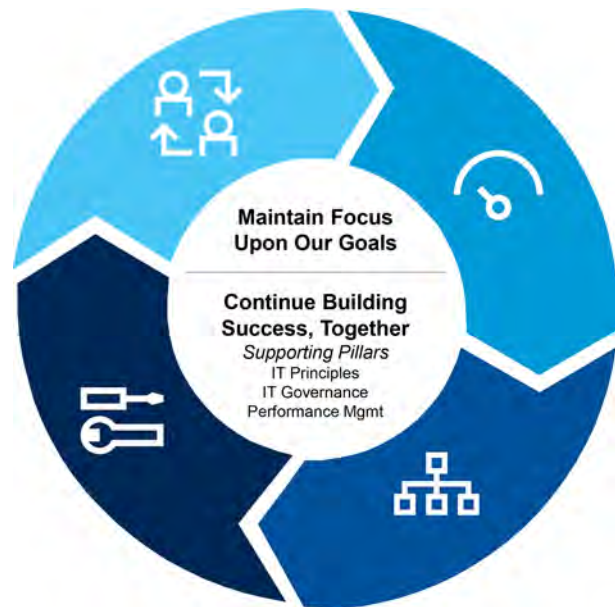 Maintain Focus
Upon Our Goals
Continue Building
Success, Together
Supporting Pillars
IT Principles
IT Governance
Performance Mgmt